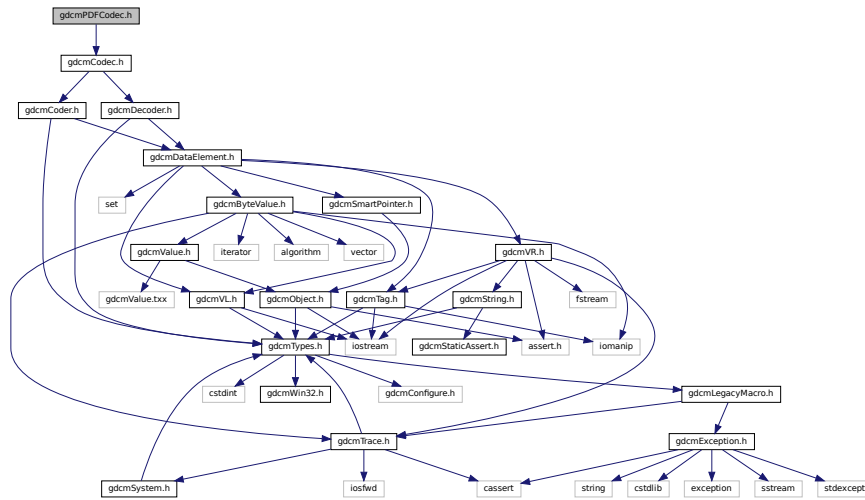 gdcmPDFCodec.h
gdcmCodec.h
gdcmCoder.h
gdcmDecoder.h
gdcmDataElement.h
set
gdcmByteValue.h
gdcmSmartPointer.h
gdcmValue.h
iterator
algorithm
vector
gdcmVR.h
gdcmValue.txx
gdcmVL.h
gdcmObject.h
gdcmTag.h
gdcmString.h
fstream
gdcmTypes.h
iostream
gdcmStaticAssert.h
assert.h
iomanip
cstdint
gdcmWin32.h
gdcmConfigure.h
gdcmLegacyMacro.h
gdcmTrace.h
gdcmException.h
gdcmSystem.h
iosfwd
cassert
string
cstdlib
exception
sstream
stdexcept